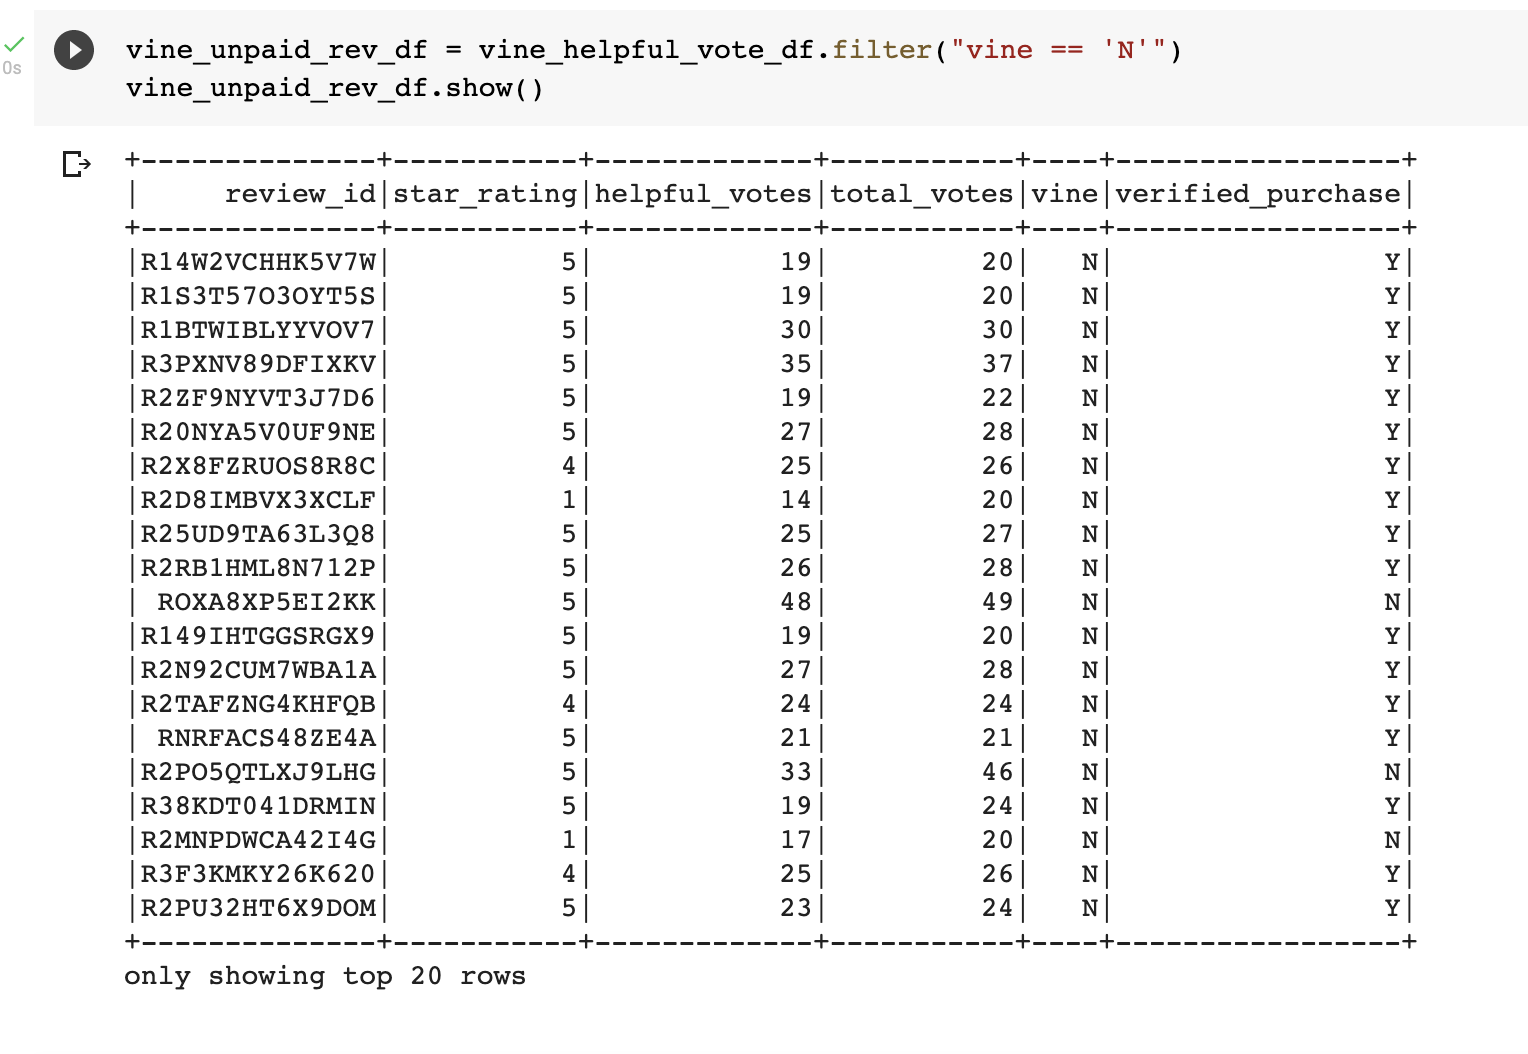 vine_unpaid_rev_df = vine_helpful_vote_df.filter("vine == 'N'")
0s
vine_unpaid_rev_df.show()
+--------------+-----------+-------------+-----------+----+-----------------+
|     review_id|star_rating|helpful_votes|total_votes|vine|verified_purchase|
+--------------+-----------+-------------+-----------+----+-----------------+
|R14W2VCHHK5V7W|          5|           19|         20|   N|                Y|
|R1S3T57O3OYT5S|          5|           19|         20|   N|                Y|
|R1BTWIBLYYVOV7|          5|           30|         30|   N|                Y|
|R3PXNV89DFIXKV|          5|           35|         37|   N|                Y|
|R2ZF9NYVT3J7D6|          5|           19|         22|   N|                Y|
|R20NYA5V0UF9NE|          5|           27|         28|   N|                Y|
|R2X8FZRUOS8R8C|          4|           25|         26|   N|                Y|
|R2D8IMBVX3XCLF|          1|           14|         20|   N|                Y|
|R25UD9TA63L3Q8|          5|           25|         27|   N|                Y|
|R2RB1HML8N712P|          5|           26|         28|   N|                Y|
| ROXA8XP5EI2KK|          5|           48|         49|   N|                N|
|R149IHTGGSRGX9|          5|           19|         20|   N|                Y|
|R2N92CUM7WBA1A|          5|           27|         28|   N|                Y|
|R2TAFZNG4KHFQB|          4|           24|         24|   N|                Y|
| RNRFACS48ZE4A|          5|           21|         21|   N|                Y|
|R2PO5QTLXJ9LHG|          5|           33|         46|   N|                N|
|R38KDT041DRMIN|          5|           19|         24|   N|                Y|
|R2MNPDWCA42I4G|          1|           17|         20|   N|                N|
|R3F3KMKY26K620|          4|           25|         26|   N|                Y|
|R2PU32HT6X9DOM|          5|           23|         24|   N|                Y|
+--------------+-----------+-------------+-----------+----+-----------------+
only showing top 20 rows